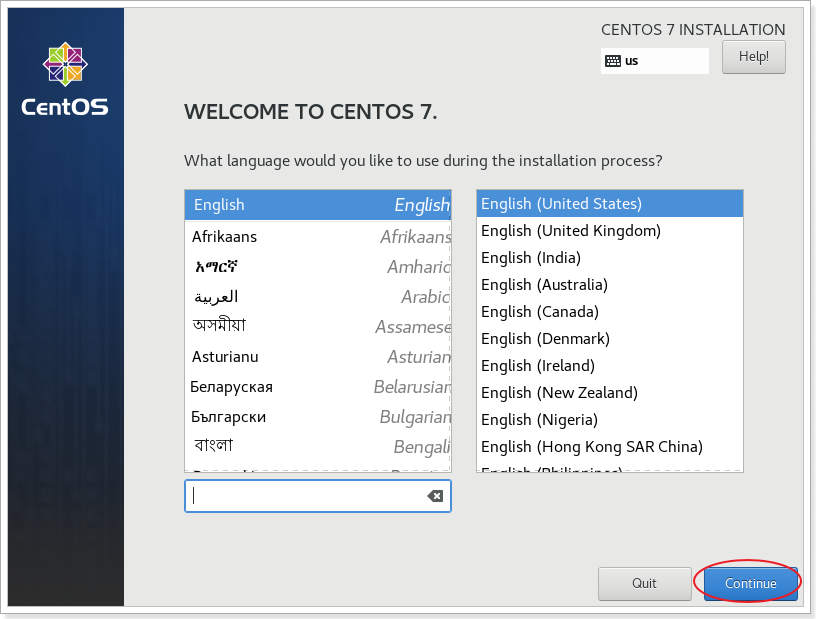 CentOS
CENTOS 7 INSTALLATION
us
Help!
WELCOME TO CENTOS 7.
What language would you like to use during the installation process?
English English
Afrikaans Afrikaans
አማርኛ Amharic
العربية Arabic
অসমীয়া Assamese
Asturianu Asturian
Беларуская Belarusian
Български Bulgarian
বাংলা Bengali
English (United States)
English (United Kingdom)
English (India)
English (Australia)
English (Canada)
English (Denmark)
English (Ireland)
English (New Zealand)
English (Nigeria)
English (Hong Kong SAR China)
English (Philippines)
Quit
Continue